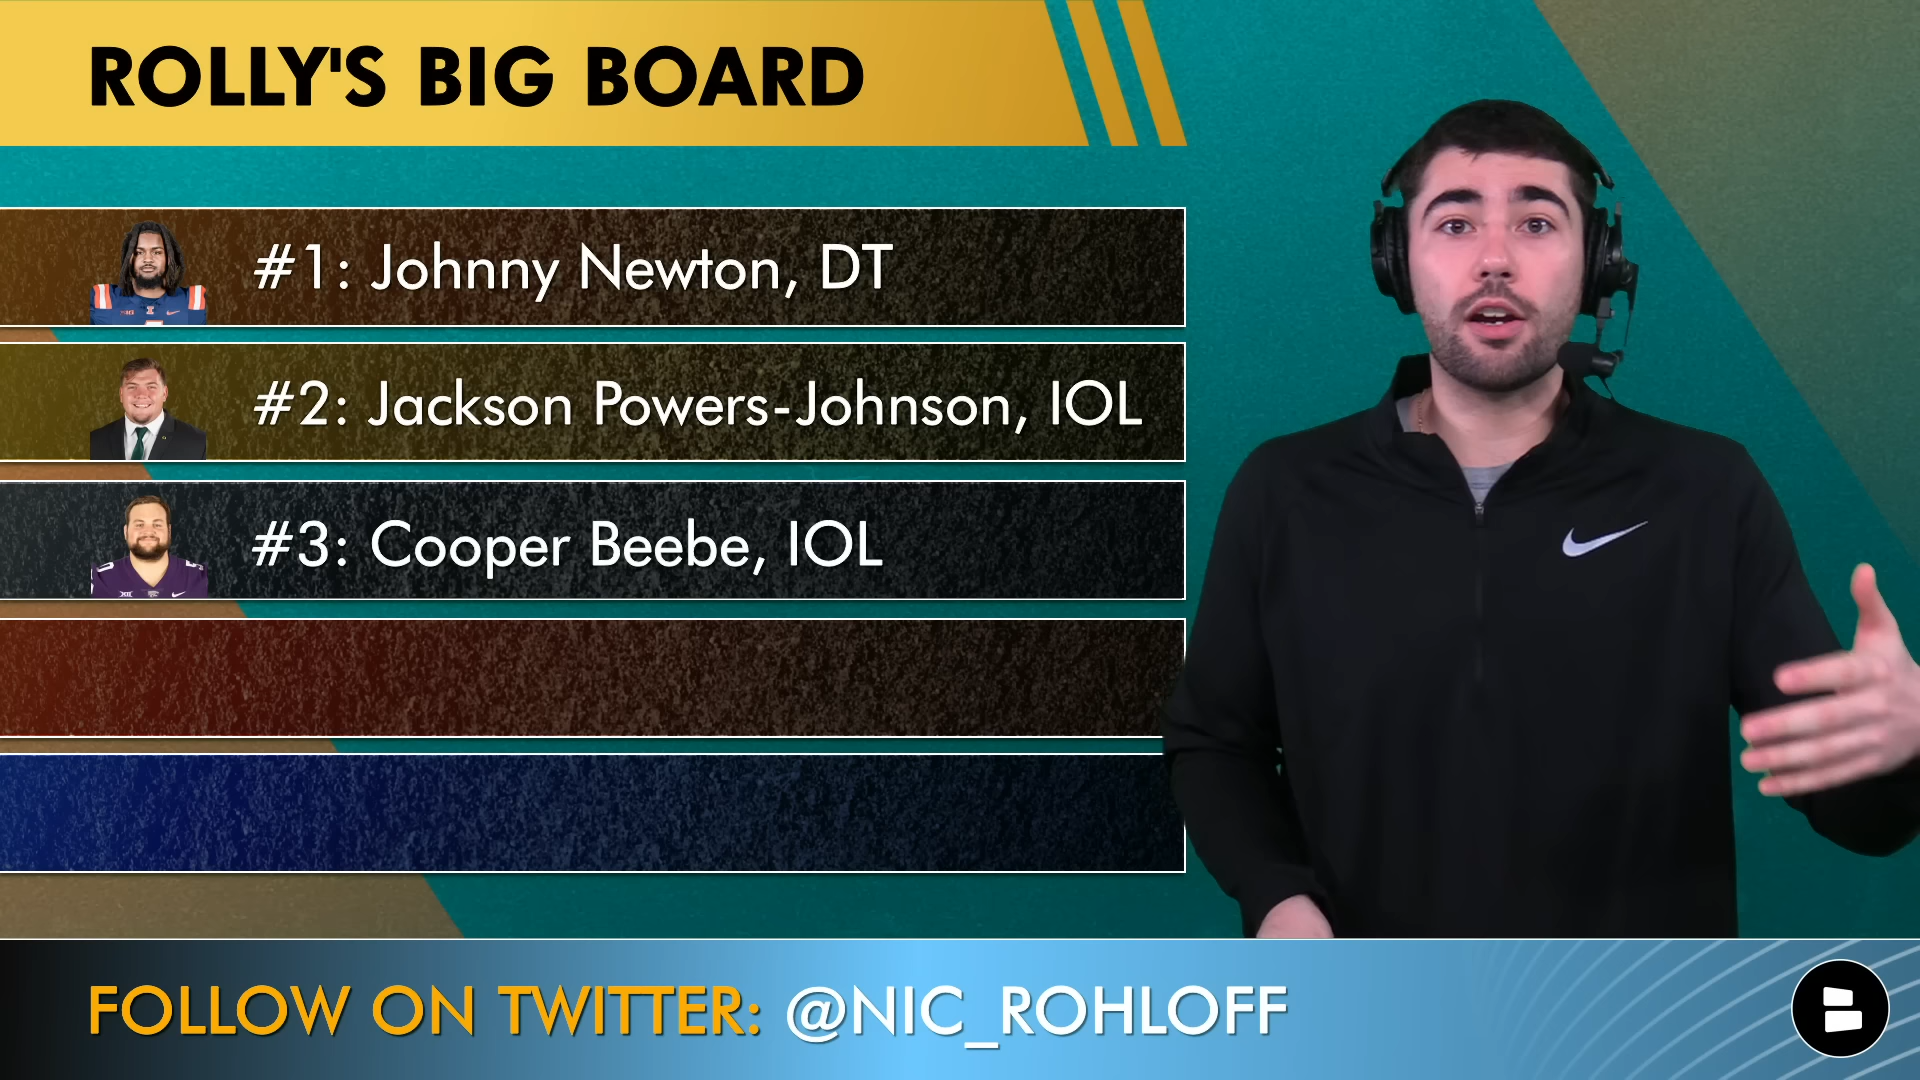 ROLLY'S BIG BOARD
#1: Johnny Newton, DT
#2: Jackson Powers-Johnson, IOL
#3: Cooper Beebe, IOL
FOLLOW ON TWITTER: @NIC_ROHLOFF